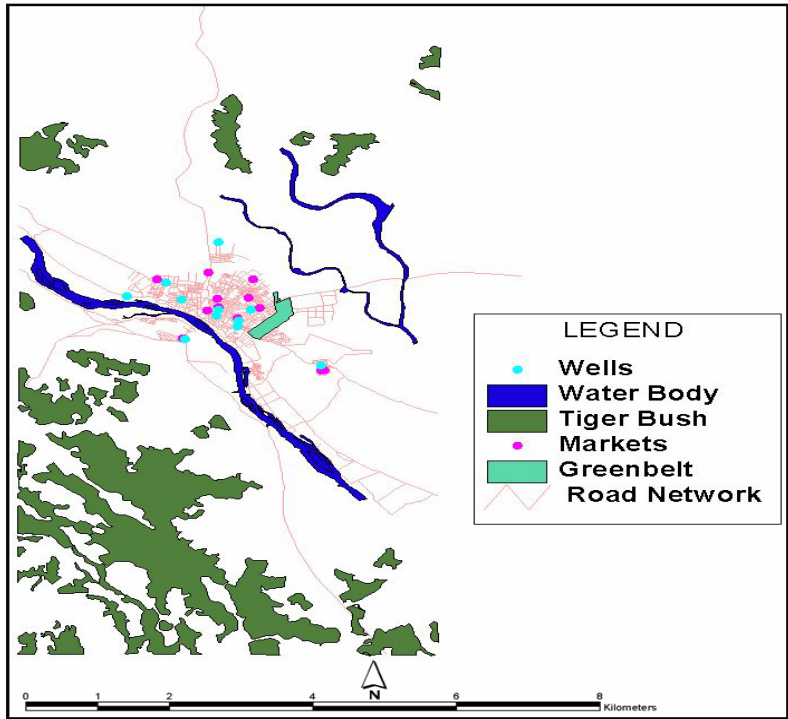 LEGEND
Wells
Water Body
Tiger Bush
Markets
Greenbelt
Road Network
N
0 1 2 4 6 8
Kilometers